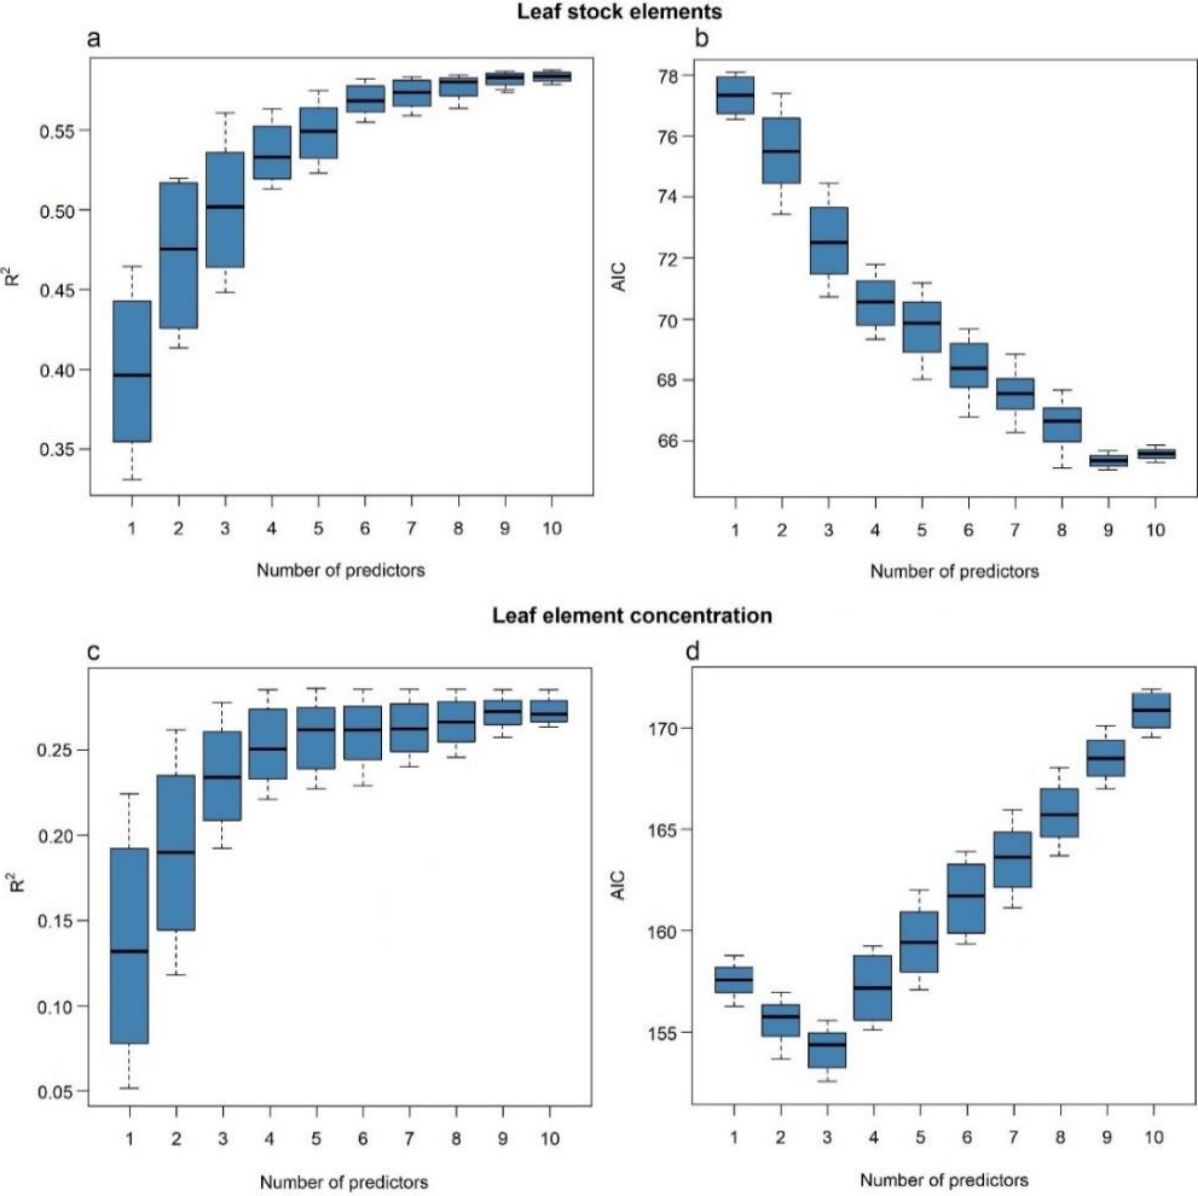 Leaf stock elements
a
b
0.55
0.50
0.45
0.40
0.35
R²
1 2 3 4 5 6 7 8 9 10
Number of predictors
78
76
74
72
70
68
66
AIC
1 2 3 4 5 6 7 8 9 10
Number of predictors
Leaf element concentration
c
d
0.25
0.20
0.15
0.10
0.05
R²
1 2 3 4 5 6 7 8 9 10
Number of predictors
170
165
160
155
AIC
1 2 3 4 5 6 7 8 9 10
Number of predictors